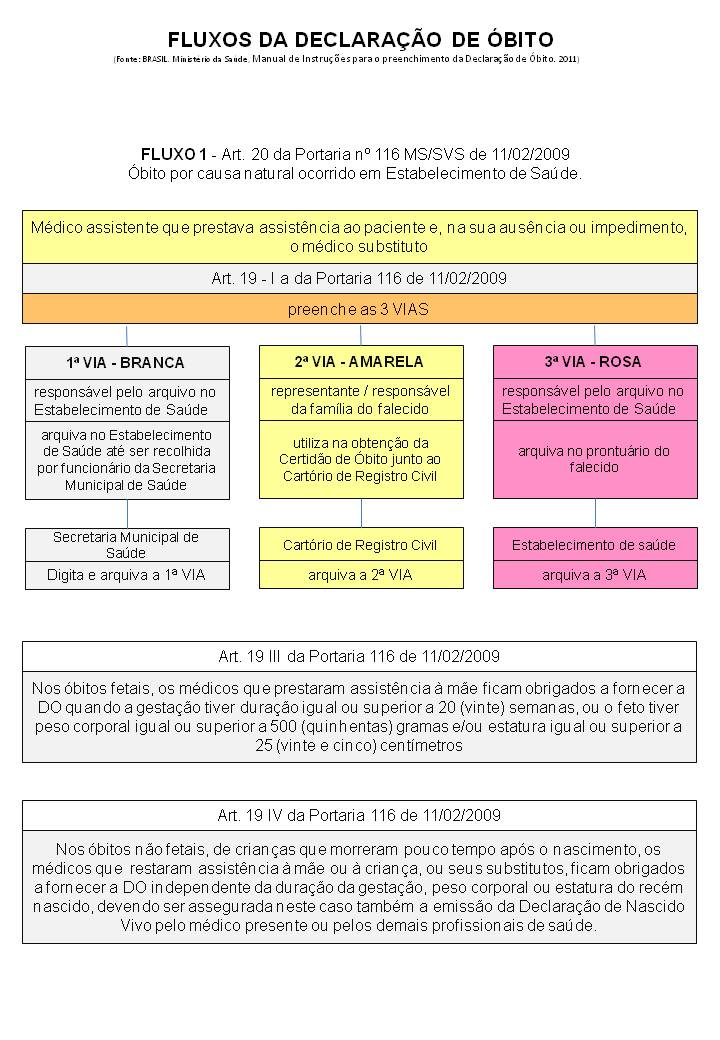 FLUXOS DA DECLARAÇÃO DE ÓBITO
(Fonte: BRASIL. Ministério da Saúde, Manual de Instruções para o preenchimento da Declaração de Óbito, 2011)
FLUXO 1 - Art. 20 da Portaria nº 116 MS/SVS de 11/02/2009
Óbito por causa natural ocorrido em Estabelecimento de Saúde.
Médico assistente que prestava assistência ao paciente e, na sua ausência ou impedimento,
o médico substituto
Art. 19 - I a da Portaria 116 de 11/02/2009
preenche as 3 VIAS
1ª VIA - BRANCA
responsável pelo arquivo no
Estabelecimento de Saúde
arquiva no Estabelecimento
de Saúde até ser recolhida
por funcionário da Secretaria
Municipal de Saúde
Secretaria Municipal de
Saúde
Digita e arquiva a 1ª VIA
2ª VIA - AMARELA
representante / responsável
da família do falecido
utiliza na obtenção da
Certidão de Óbito junto ao
Cartório de Registro Civil
Cartório de Registro Civil
arquiva a 2ª VIA
3ª VIA - ROSA
responsável pelo arquivo no
Estabelecimento de Saúde
arquiva no prontuário do
falecido
Estabelecimento de saúde
arquiva a 3ª VIA
Art. 19 III da Portaria 116 de 11/02/2009
Nos óbitos fetais, os médicos que prestaram assistência à mãe ficam obrigados a fornecer a
DO quando a gestação tiver duração igual ou superior a 20 (vinte) semanas, ou o feto tiver
peso corporal igual ou superior a 500 (quinhentas) gramas e/ou estatura igual ou superior a
25 (vinte e cinco) centímetros
Art. 19 IV da Portaria 116 de 11/02/2009
Nos óbitos não fetais, de crianças que morreram pouco tempo após o nascimento, os
médicos que restaram assistência à mãe ou à criança, ou seus substitutos, ficam obrigados
a fornecer a DO independente da duração da gestação, peso corporal ou estatura do recém
nascido, devendo ser assegurada neste caso também a emissão da Declaração de Nascido
Vivo pelo médico presente ou pelos demais profissionais de saúde.